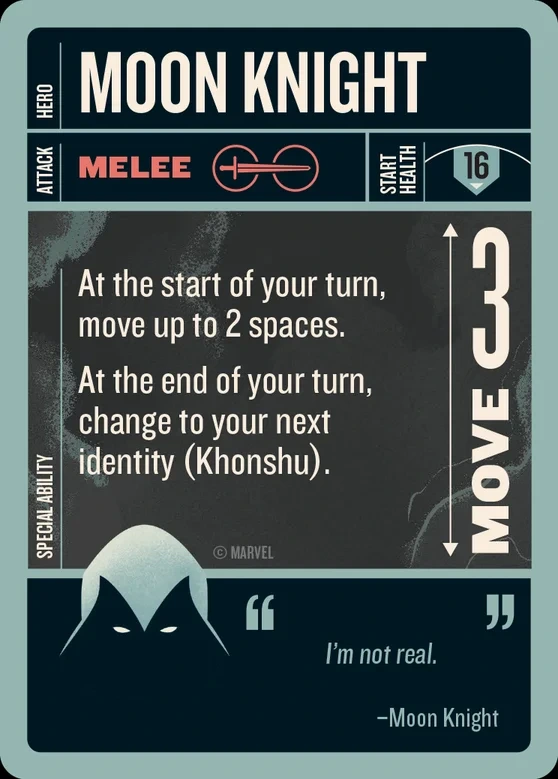 HERO
MOON KNIGHT
ATTACK
MELEE
START
HEALTH
16
At the start of your turn,
move up to 2 spaces.
At the end of your turn,
change to your next
identity (Khonshu).
SPECIAL ABILITY
MOVE 3
© MARVEL
“ ”
I’m not real.
–Moon Knight